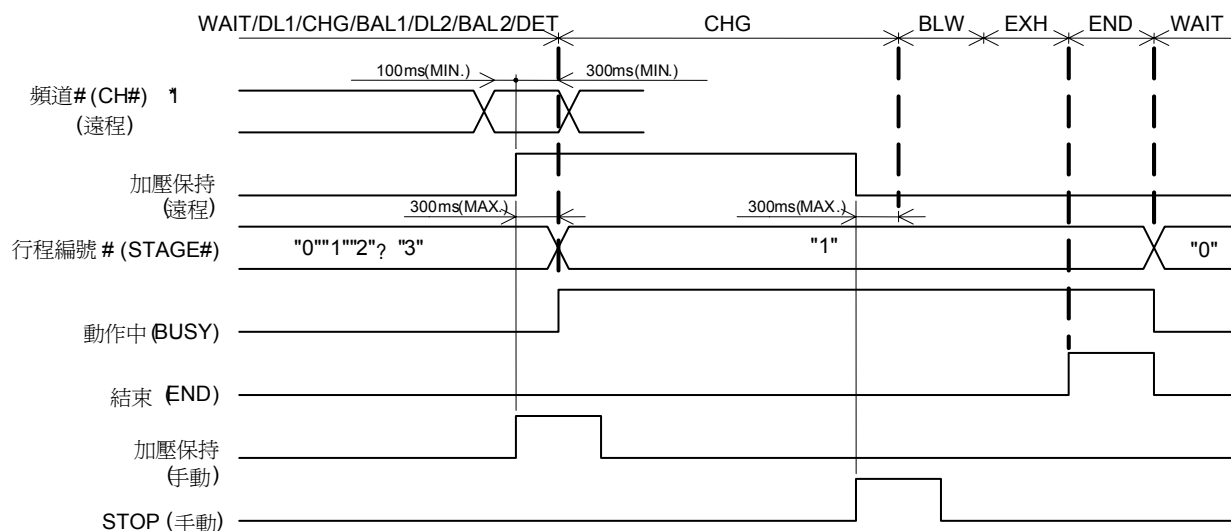 WAIT/DL1/CHG/BAL1/DL2/BAL2/DET CHG BLW EXH END WAIT
100ms(MIN.) 300ms(MIN.)
頻道# (CH#) *1
(遠程)
加壓保持
(遠程)
300ms(MAX.) 300ms(MAX.)
行程編號 # (STAGE#) "0""1""2"? "3" "1" "0"
動作中 (BUSY)
結束 (END)
加壓保持
(手動)
STOP (手動)